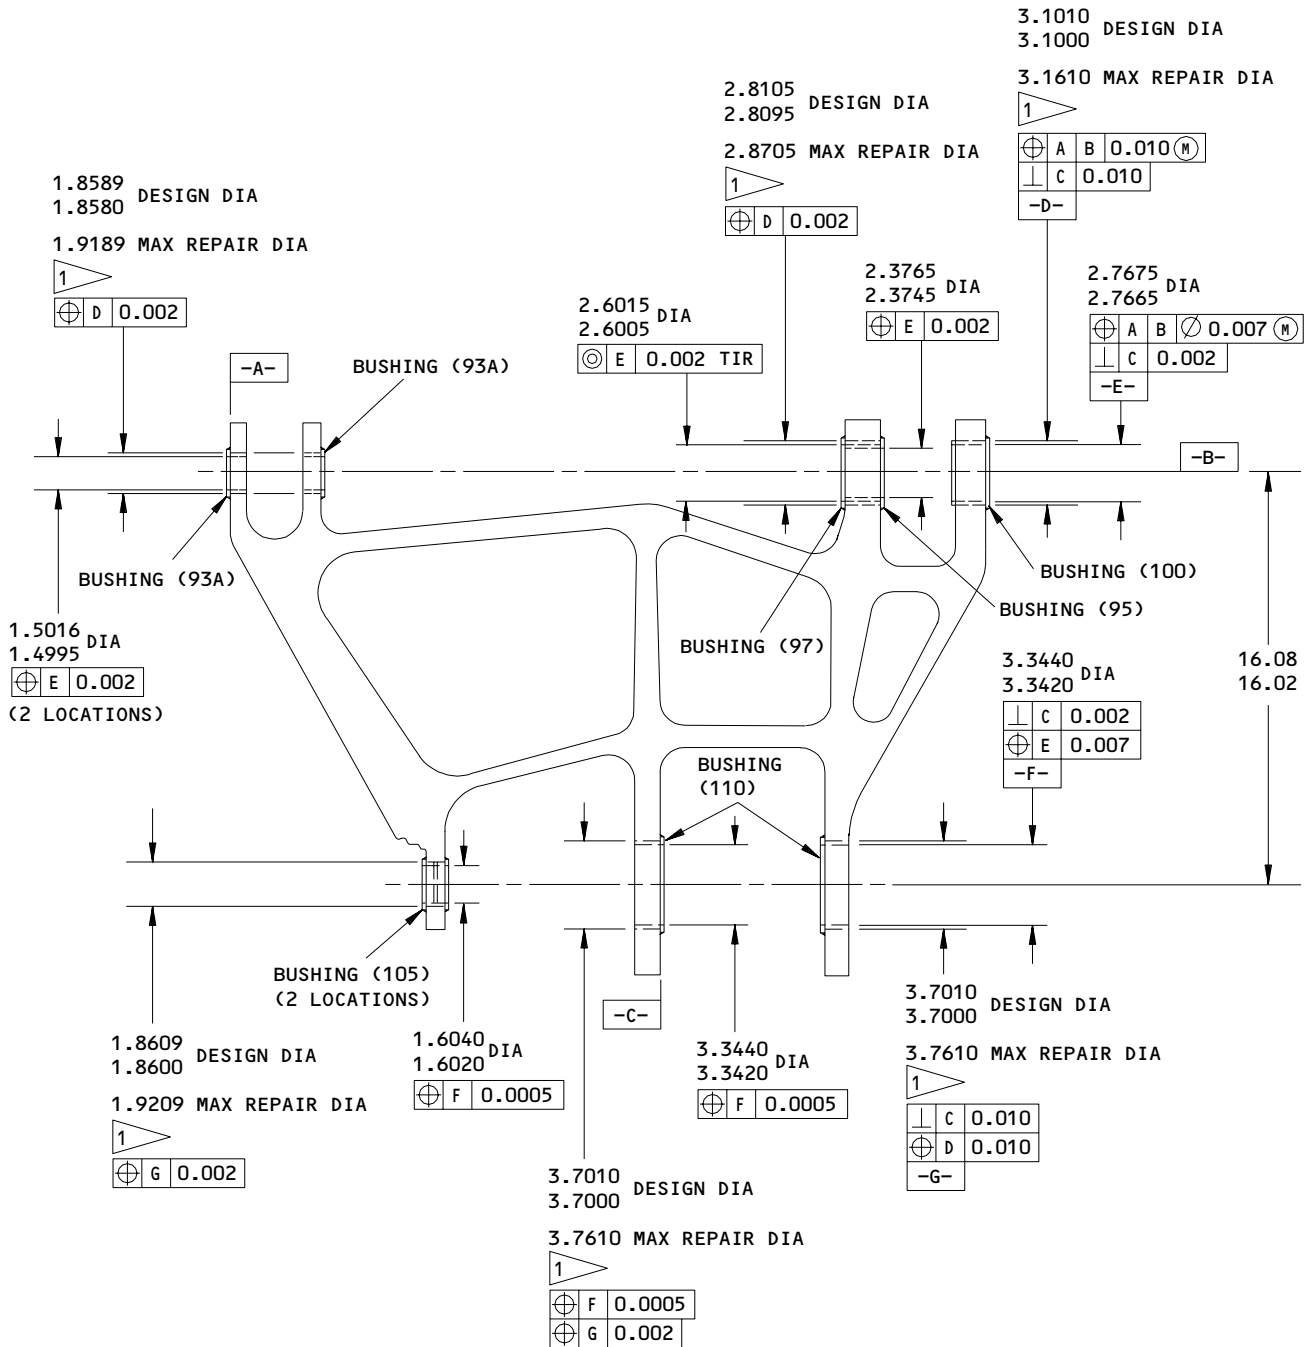 3.1010
3.1000 DESIGN DIA
3.1610 MAX REPAIR DIA
1
⌖ A B 0.010 Ⓜ
⊥ C 0.010
-D-
2.8105
2.8095 DESIGN DIA
2.8705 MAX REPAIR DIA
1
⌖ D 0.002
1.8589
1.8580 DESIGN DIA
1.9189 MAX REPAIR DIA
1
⌖ D 0.002
2.3765
2.3745 DIA
⌖ E 0.002
2.7675
2.7665 DIA
⌖ A B ∅ 0.007 Ⓜ
⊥ C 0.002
-E-
2.6015
2.6005 DIA
◎ E 0.002 TIR
-A-
BUSHING (93A)
-B-
BUSHING (93A)
BUSHING (100)
BUSHING (95)
BUSHING (97)
1.5016
1.4995 DIA
⌖ E 0.002
(2 LOCATIONS)
16.08
16.02
3.3440
3.3420 DIA
⊥ C 0.002
⌖ E 0.007
-F-
BUSHING
(110)
BUSHING (105)
(2 LOCATIONS)
-C-
1.8609
1.8600 DESIGN DIA
1.9209 MAX REPAIR DIA
1
⌖ G 0.002
1.6040
1.6020 DIA
⌖ F 0.0005
3.3440
3.3420 DIA
⌖ F 0.0005
3.7010
3.7000 DESIGN DIA
3.7610 MAX REPAIR DIA
1
⊥ C 0.010
⌖ D 0.010
-G-
3.7010
3.7000 DESIGN DIA
3.7610 MAX REPAIR DIA
1
⌖ F 0.0005
⌖ G 0.002